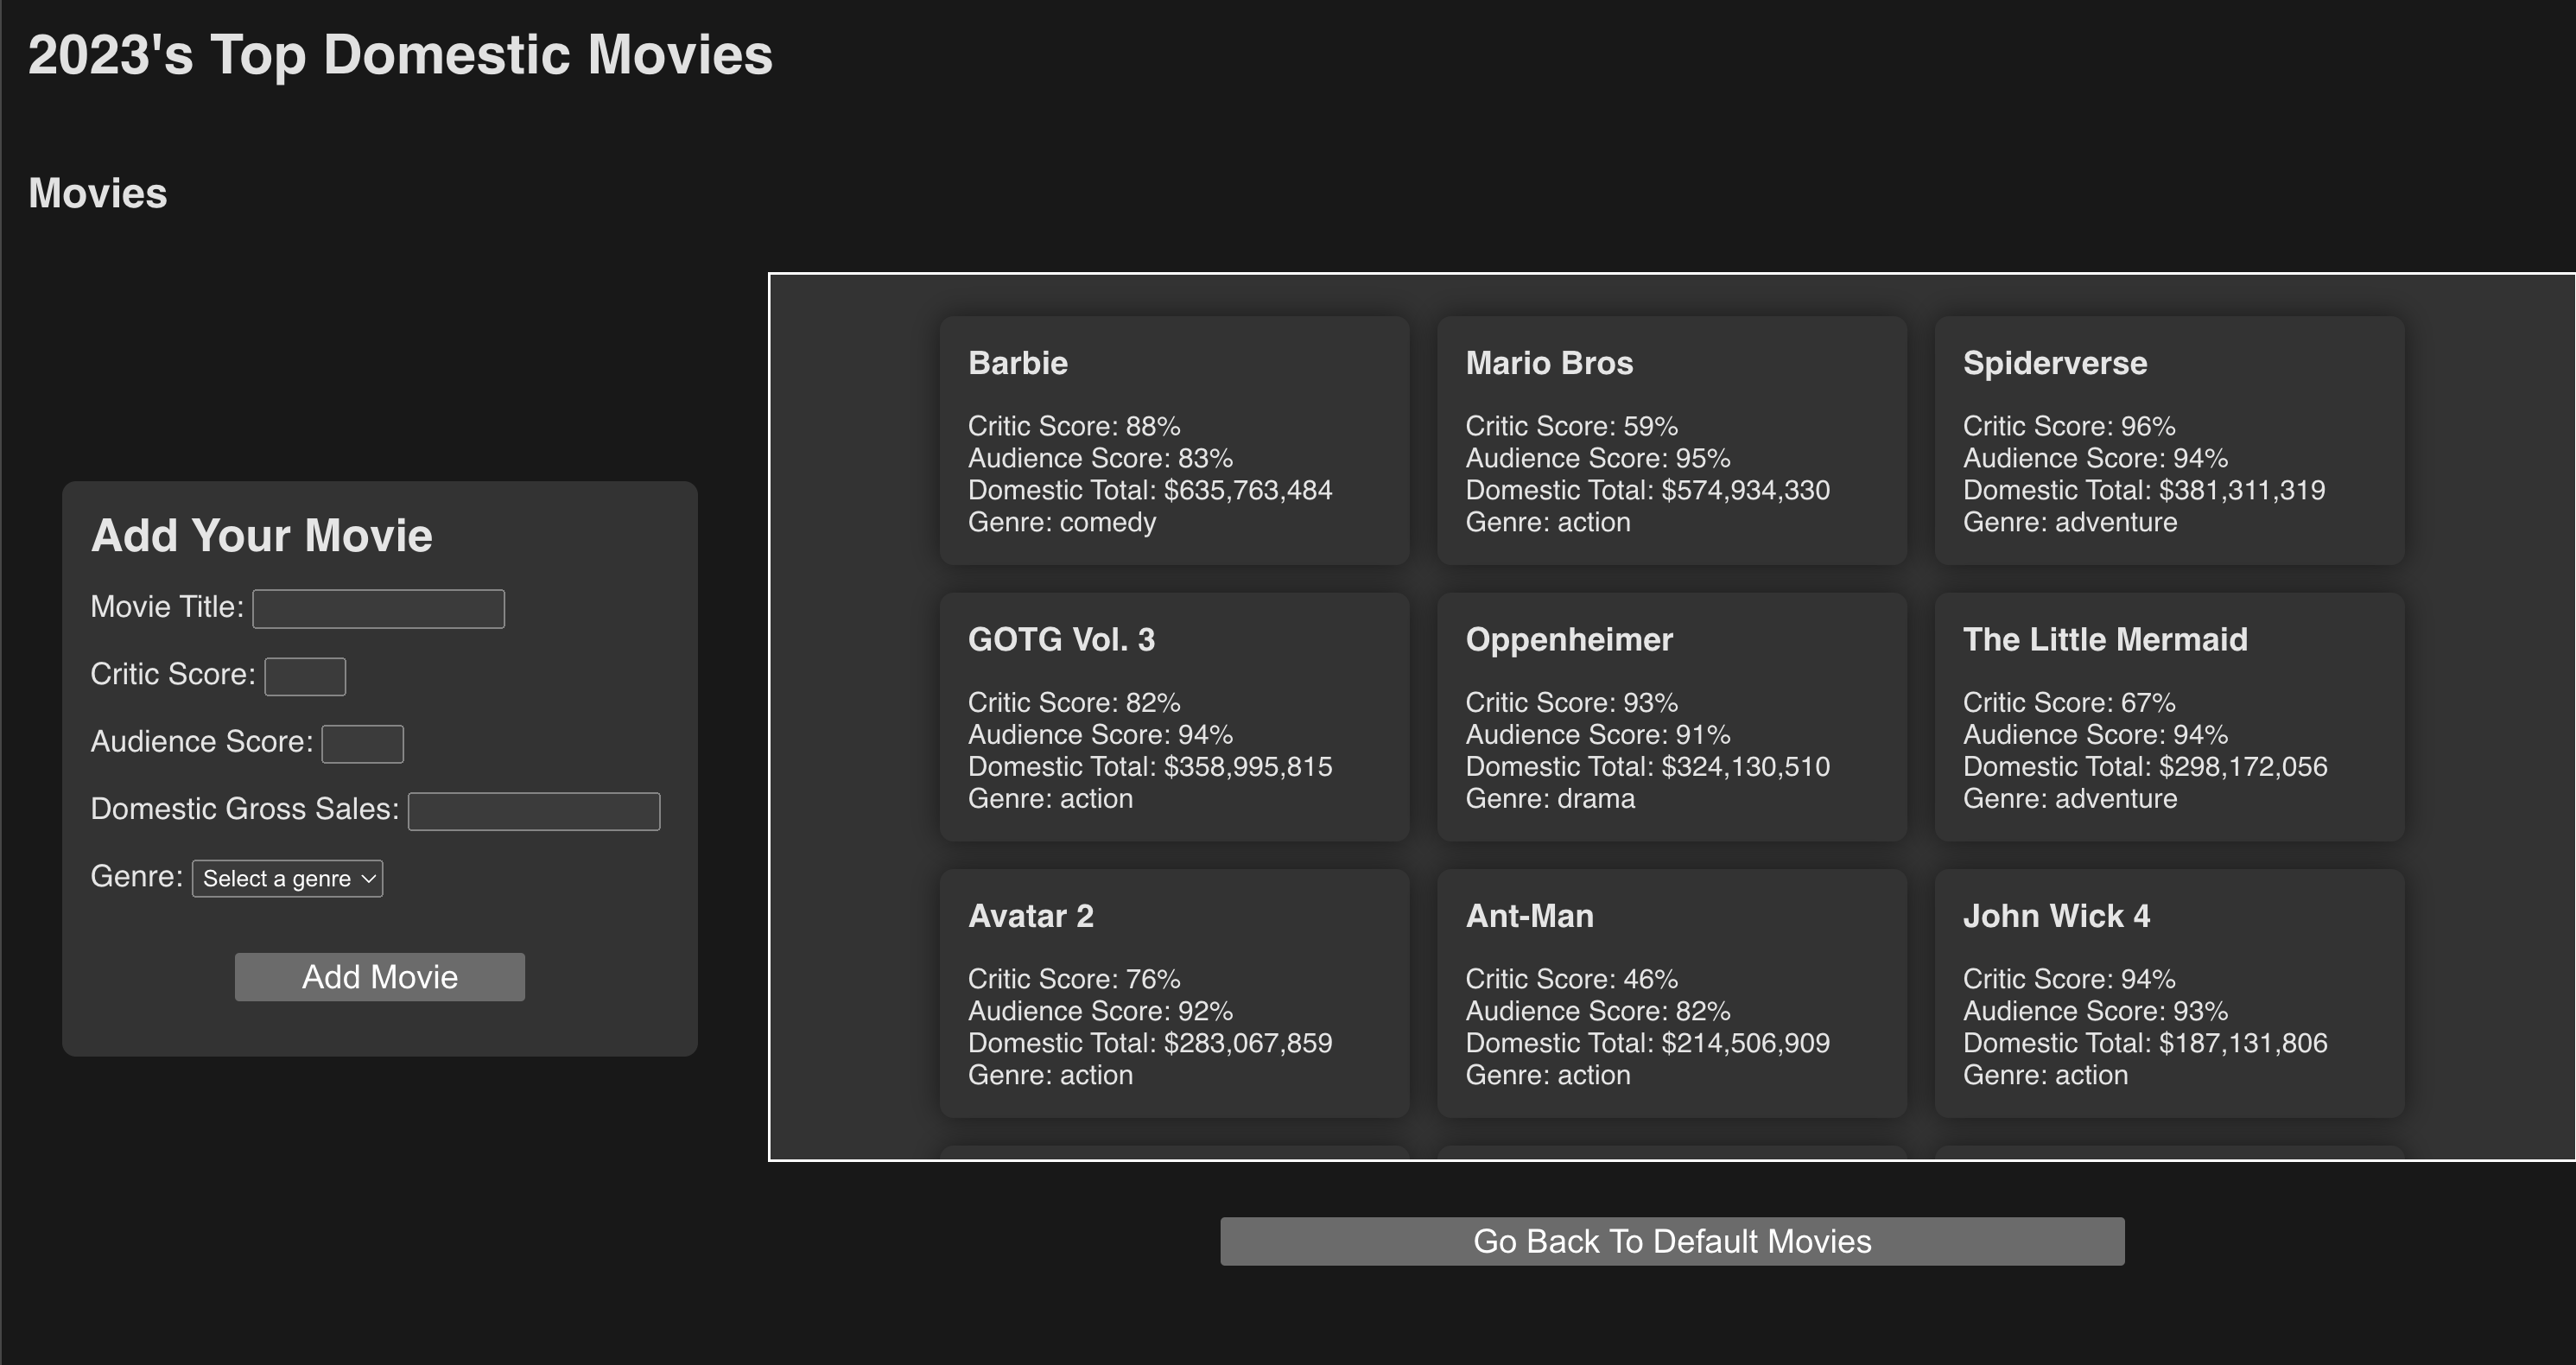 2023's Top Domestic Movies
Movies
Add Your Movie
Movie Title:
Critic Score:
Audience Score:
Domestic Gross Sales:
Genre: Select a genre
Add Movie
Barbie
Critic Score: 88%
Audience Score: 83%
Domestic Total: $635,763,484
Genre: comedy
Mario Bros
Critic Score: 59%
Audience Score: 95%
Domestic Total: $574,934,330
Genre: action
Spiderverse
Critic Score: 96%
Audience Score: 94%
Domestic Total: $381,311,319
Genre: adventure
GOTG Vol. 3
Critic Score: 82%
Audience Score: 94%
Domestic Total: $358,995,815
Genre: action
Oppenheimer
Critic Score: 93%
Audience Score: 91%
Domestic Total: $324,130,510
Genre: drama
The Little Mermaid
Critic Score: 67%
Audience Score: 94%
Domestic Total: $298,172,056
Genre: adventure
Avatar 2
Critic Score: 76%
Audience Score: 92%
Domestic Total: $283,067,859
Genre: action
Ant-Man
Critic Score: 46%
Audience Score: 82%
Domestic Total: $214,506,909
Genre: action
John Wick 4
Critic Score: 94%
Audience Score: 93%
Domestic Total: $187,131,806
Genre: action
Go Back To Default Movies